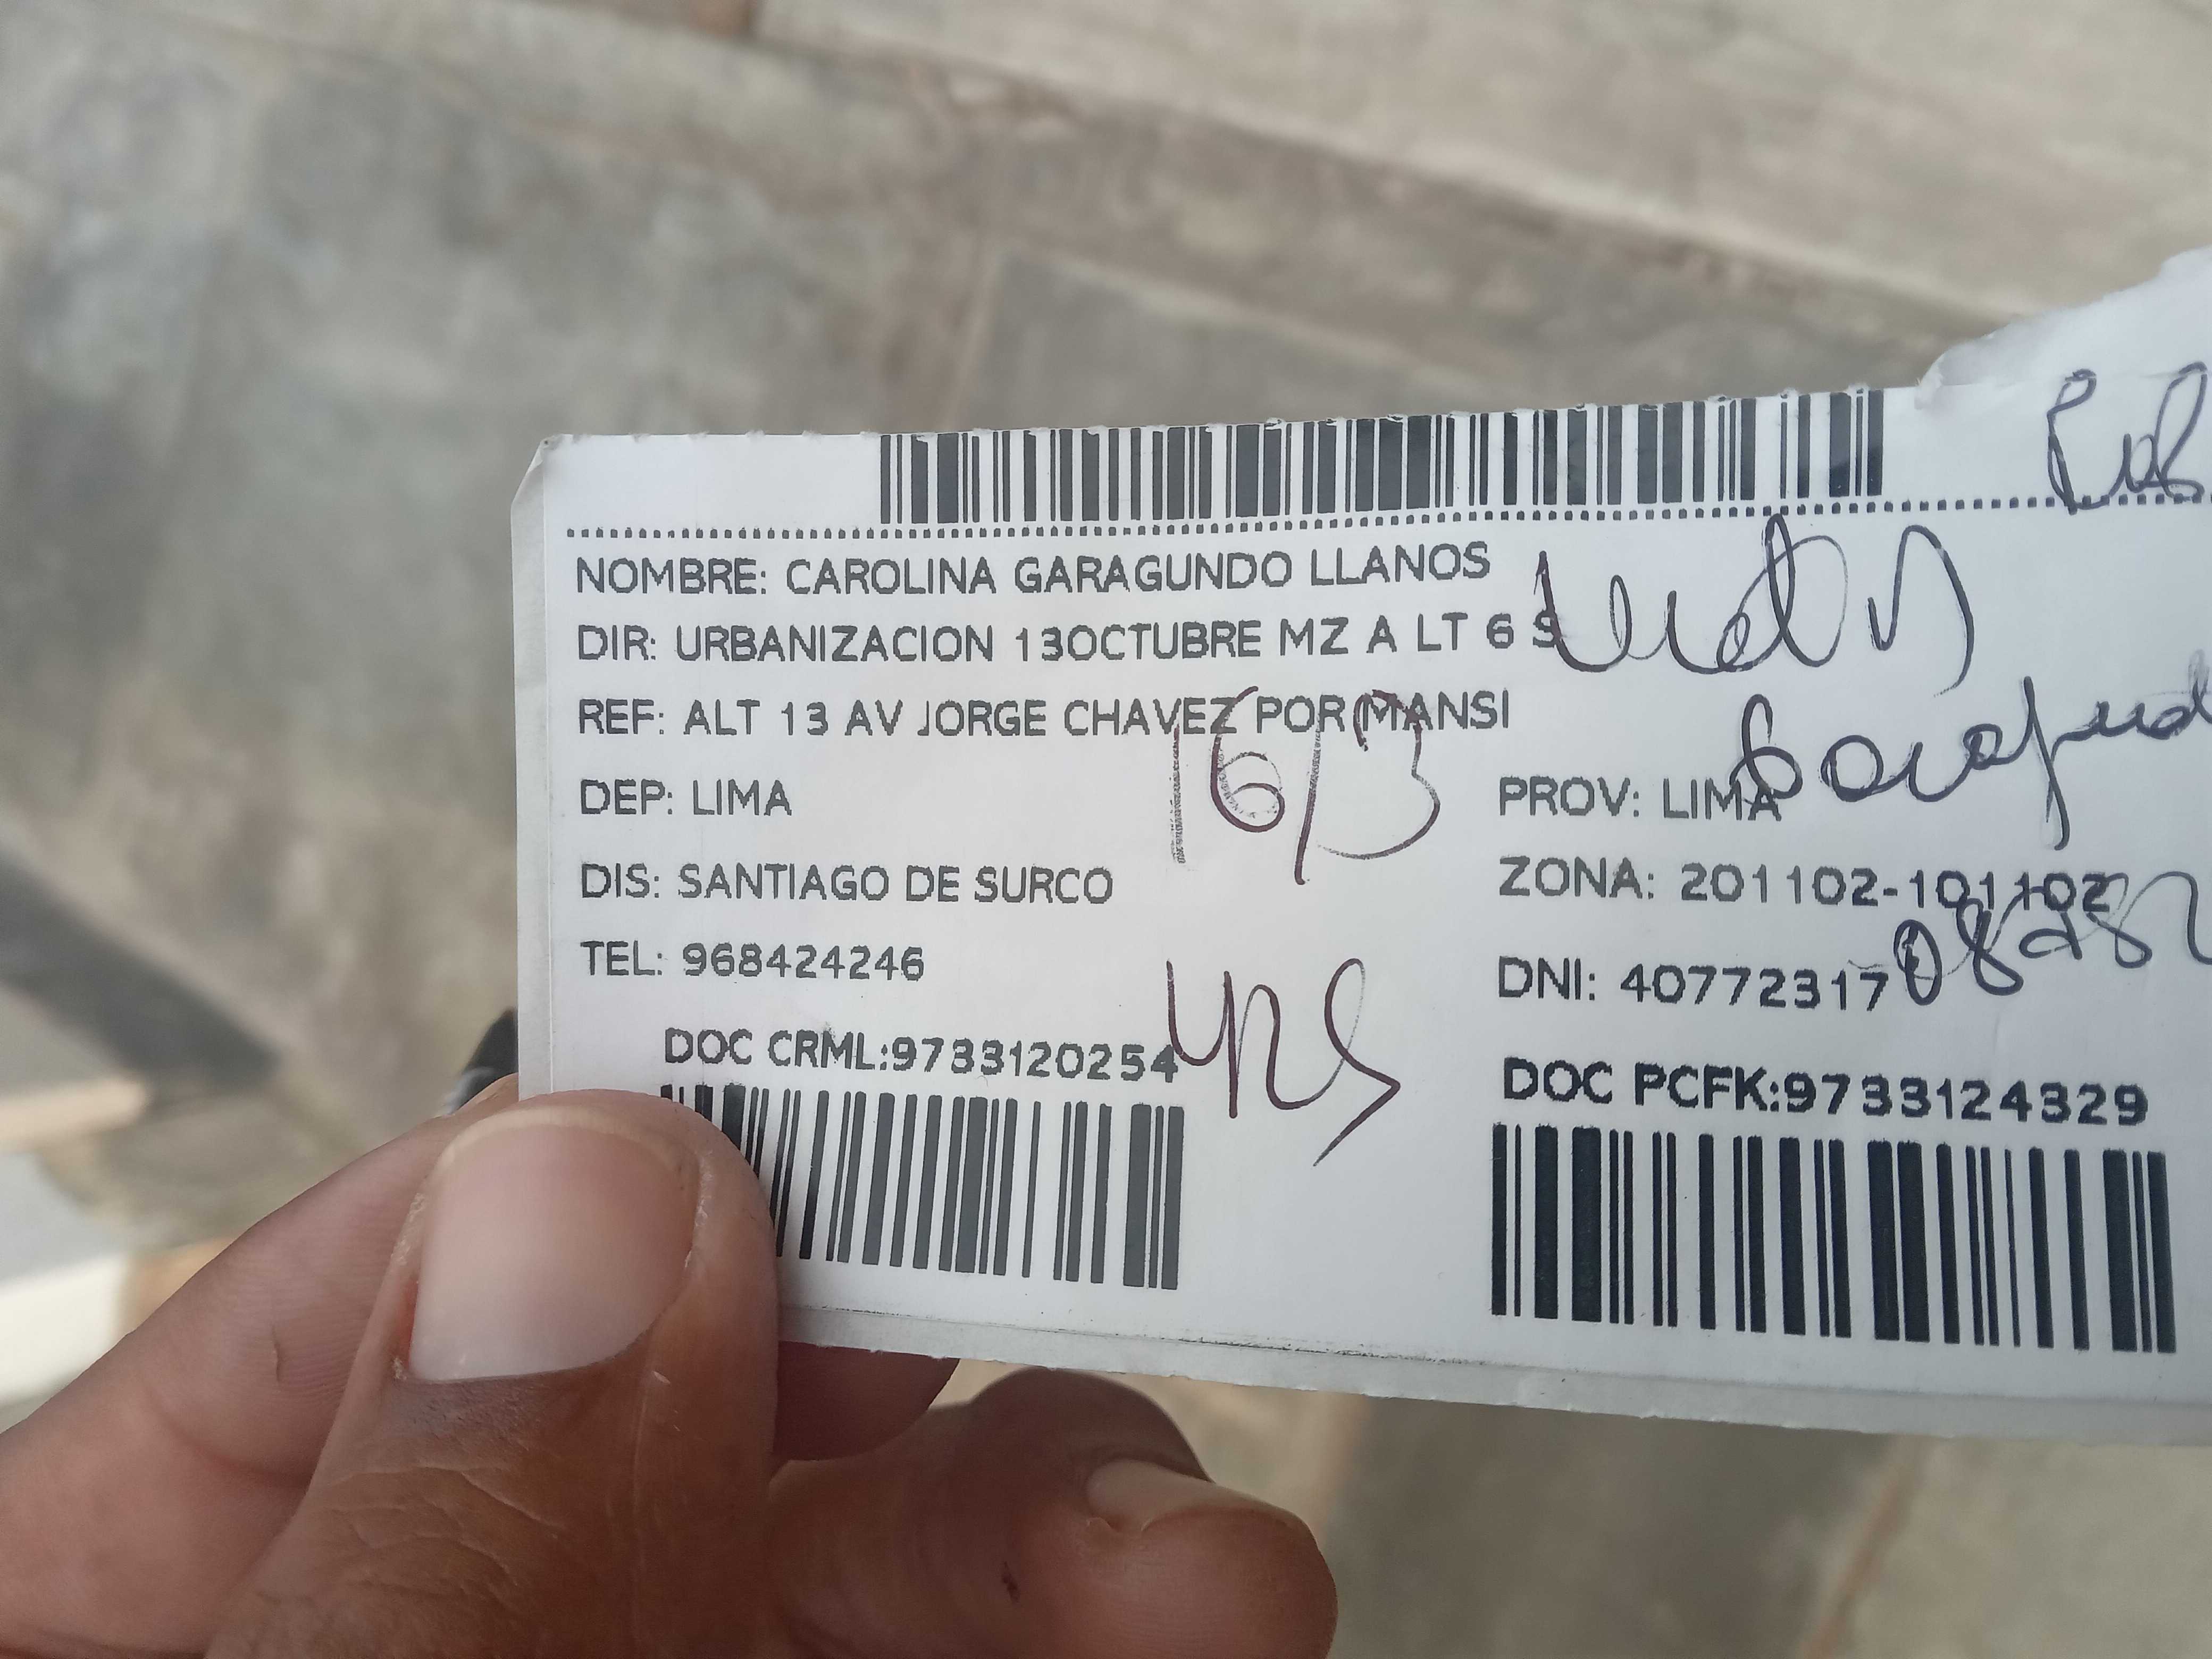 NOMBRE: CAROLINA GARAGUNDO LLANOS
DIR: URBANIZACION 13OCTUBRE MZ A LT 6 S
REF: ALT 13 AV JORGE CHAVEZ POR MANSI
16/3
DEP: LIMA PROV: LIMA
DIS: SANTIAGO DE SURCO ZONA: 201102-101102
TEL: 968424246 DNI: 40772317
DOC CRML:9733120254 DOC PCFK:9733124329